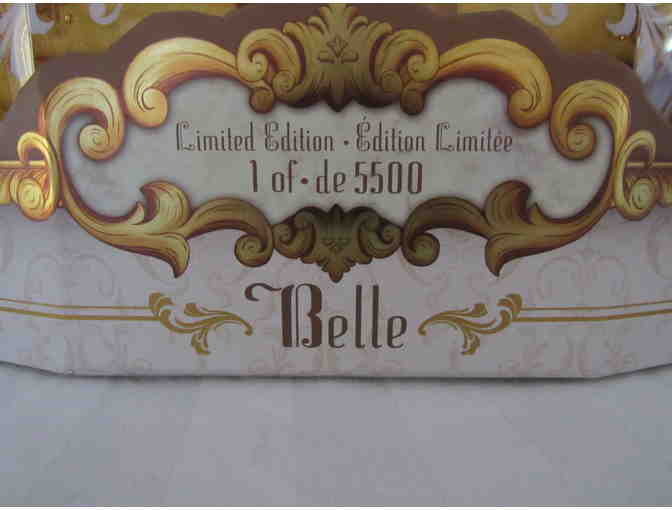 Limited Edition · Édition Limitée
1 of · de 5500
Belle